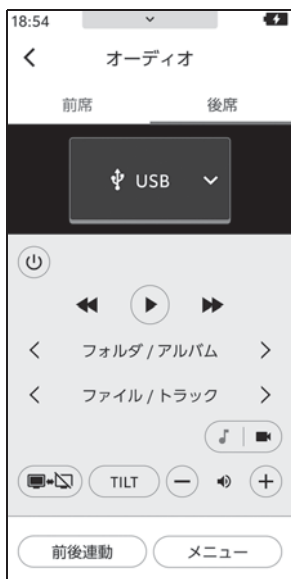 18:54
オーディオ
前席 後席
USB
フォルダ / アルバム
ファイル / トラック
TILT
前後連動 メニュー